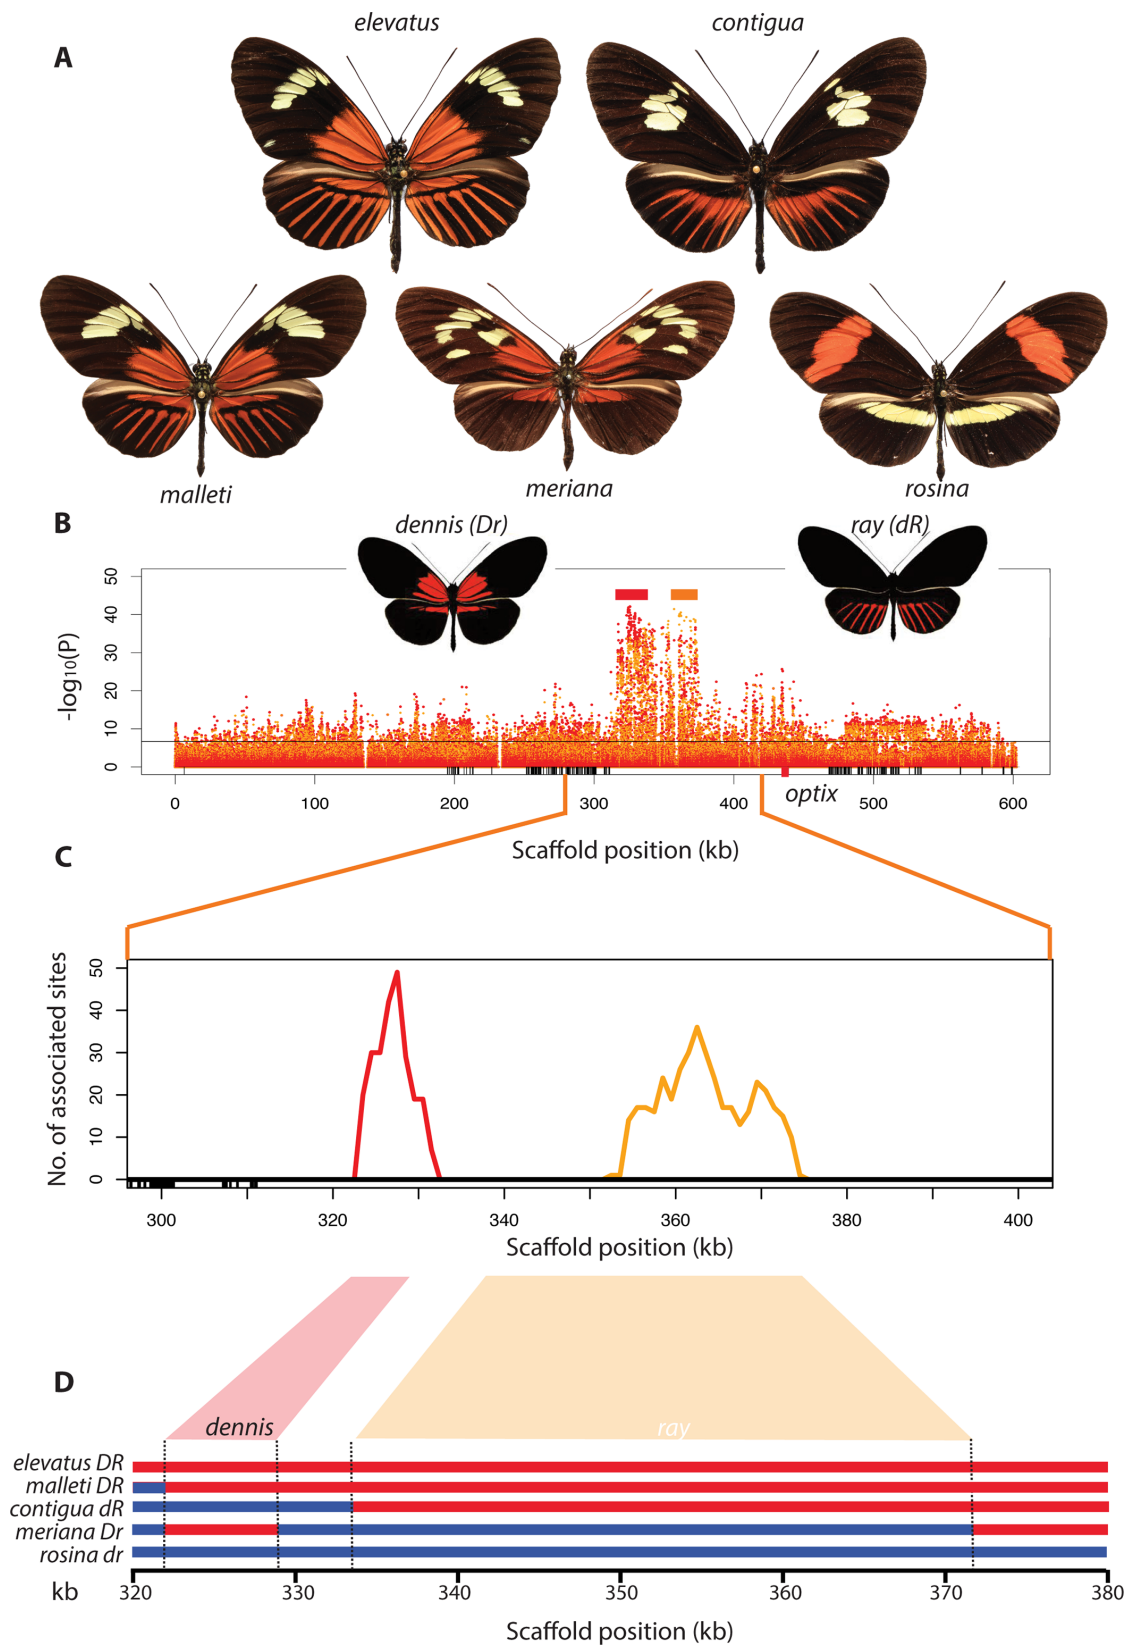 A
elevatus
contigua
malleti
meriana
rosina
B
dennis (Dr)
ray (dR)
-log10(P)
50
40
30
20
10
0
0
100
200
300
400
500
600
optix
Scaffold position (kb)
C
No. of associated sites
50
40
30
20
10
0
300
320
340
360
380
400
Scaffold position (kb)
D
dennis
ray
elevatus DR
malleti DR
contigua dR
meriana Dr
rosina dr
kb
320
330
340
350
360
370
380
Scaffold position (kb)